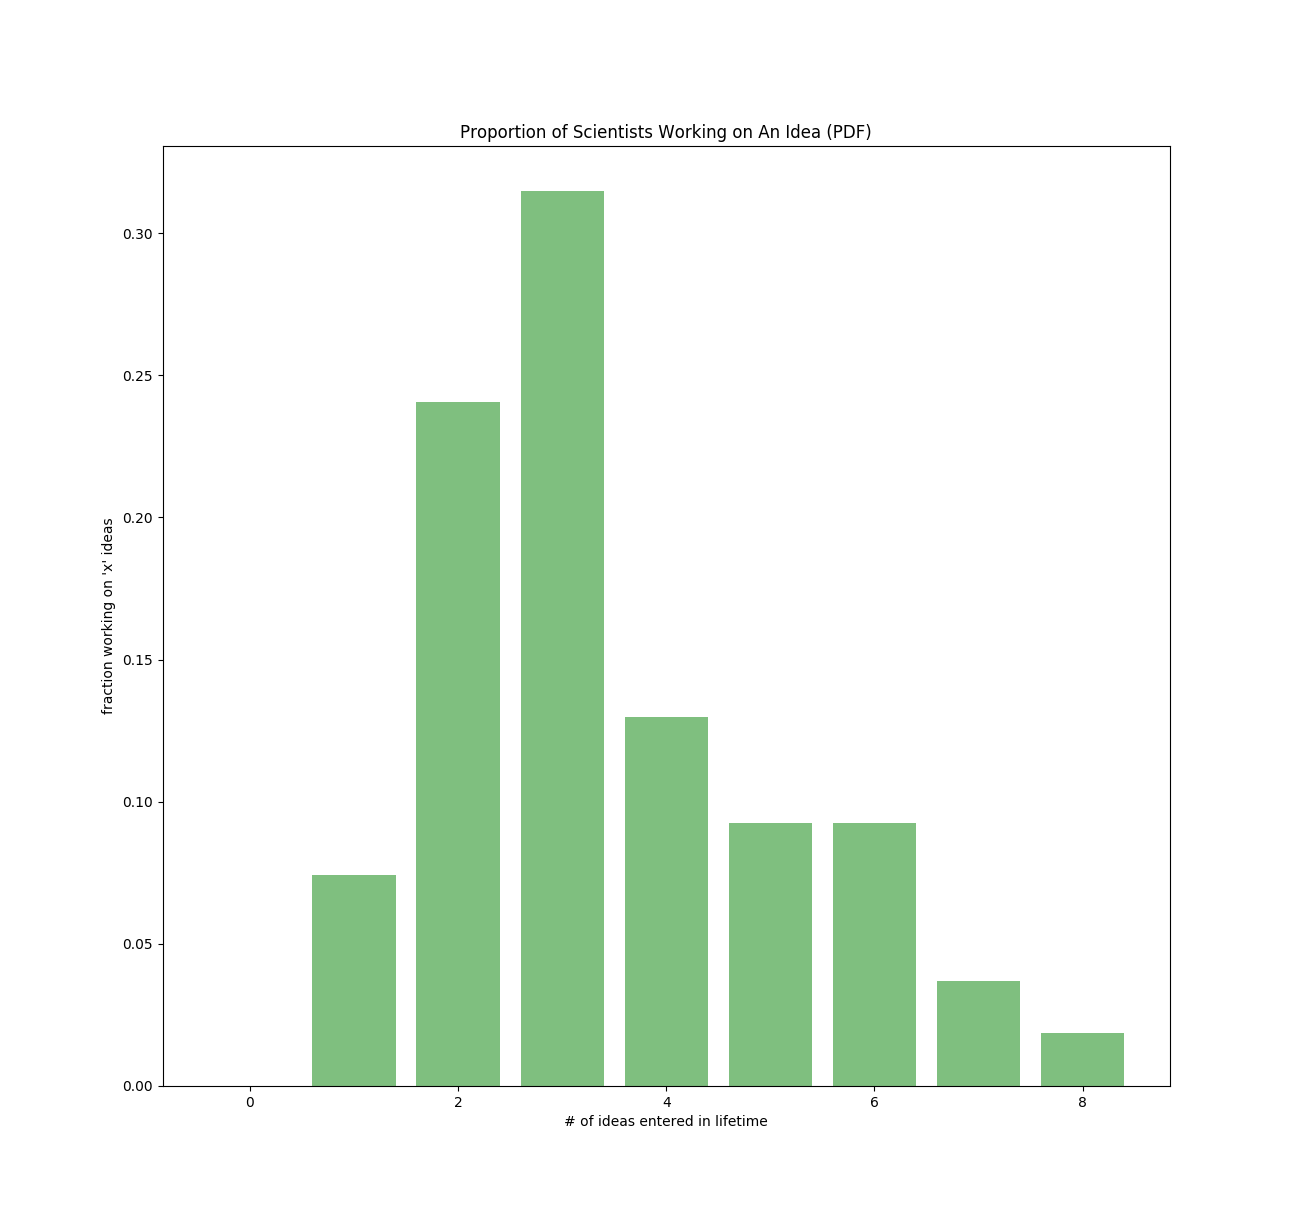 Proportion of Scientists Working on An Idea (PDF)
0.30
0.25
0.20
0.15
0.10
0.05
0.00
fraction working on 'x' ideas
0 2 4 6 8
# of ideas entered in lifetime